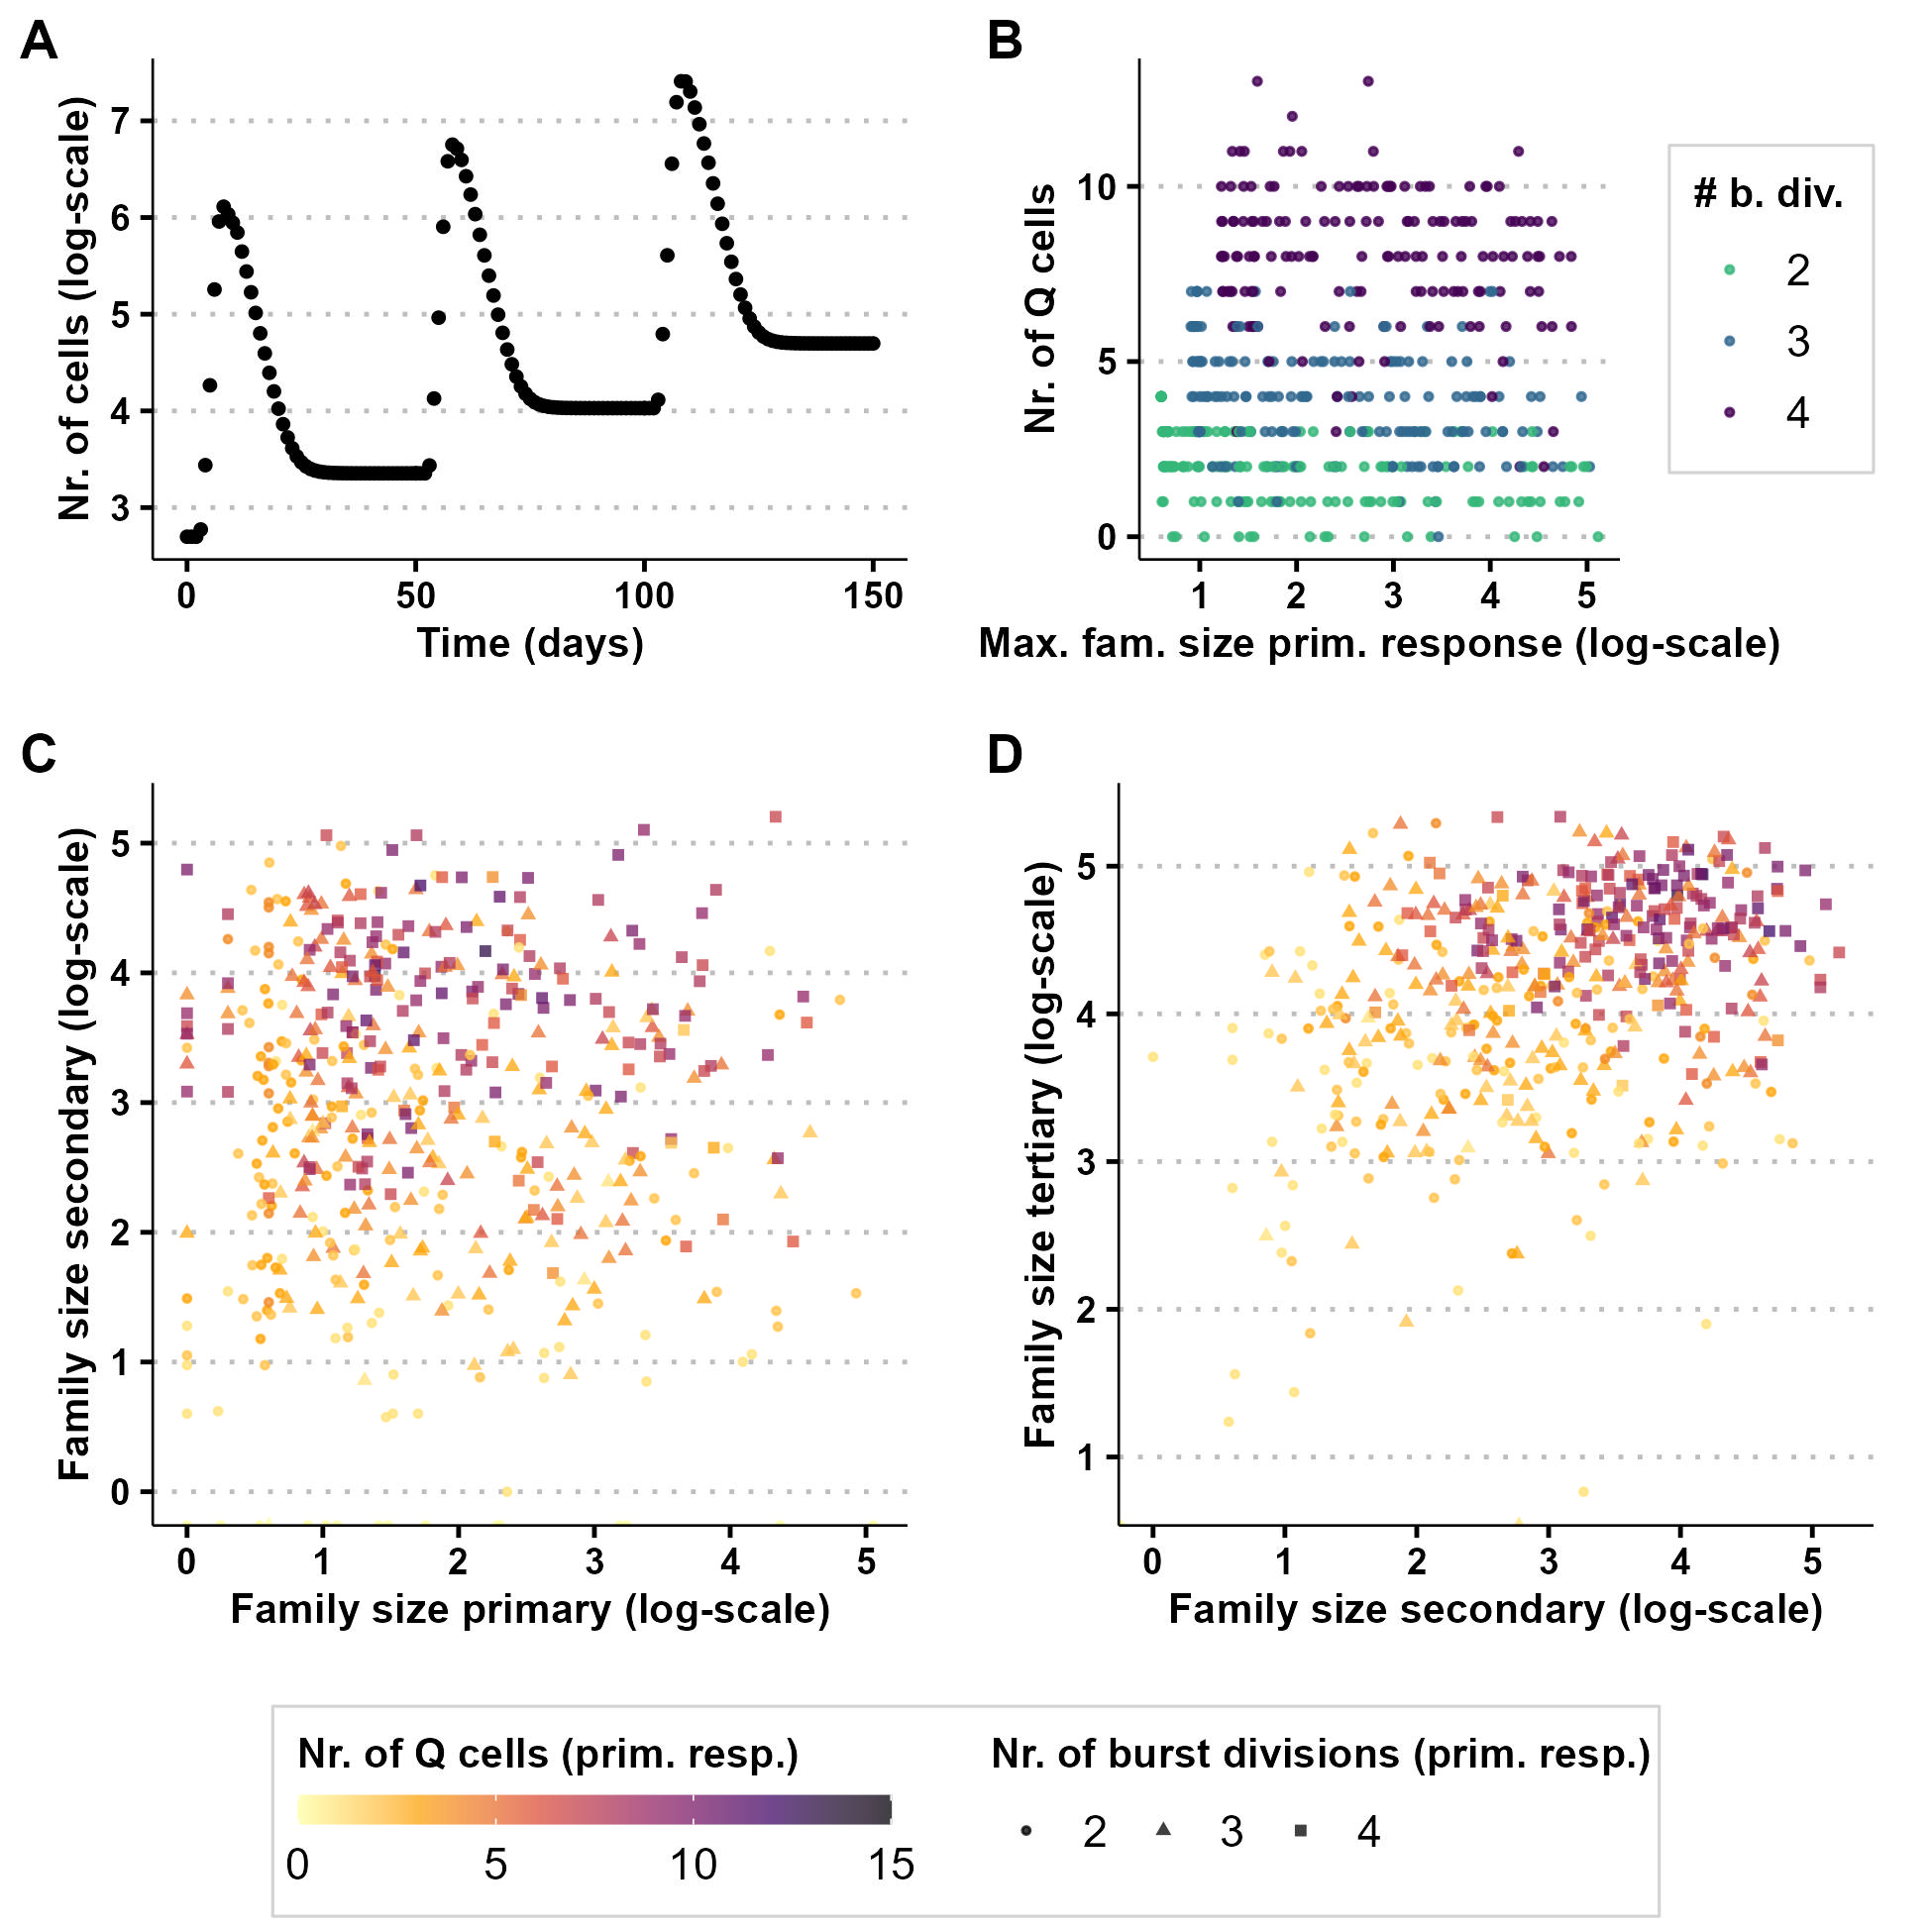 A
Nr. of cells (log-scale)
7
6
5
4
3
0 50 100 150
Time (days)
B
Nr. of Q cells
10
5
0
1 2 3 4 5
Max. fam. size prim. response (log-scale)
# b. div.
2
3
4
C
Family size secondary (log-scale)
5
4
3
2
1
0
0 1 2 3 4 5
Family size primary (log-scale)
D
Family size tertiary (log-scale)
5
4
3
2
1
0 1 2 3 4 5
Family size secondary (log-scale)
Nr. of Q cells (prim. resp.)
0 5 10 15
Nr. of burst divisions (prim. resp.)
2 3 4